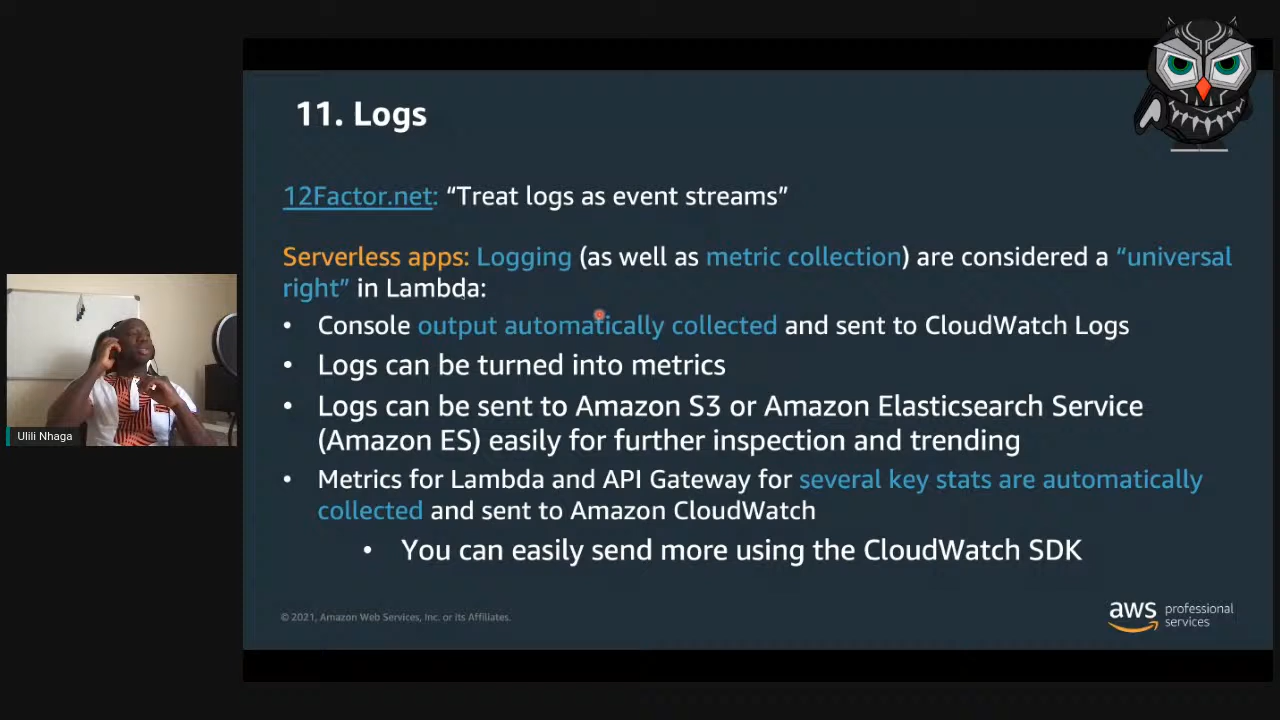 11. Logs
12Factor.net: “Treat logs as event streams”
Serverless apps: Logging (as well as metric collection) are considered a “universal
right” in Lambda:
• Console output automatically collected and sent to CloudWatch Logs
• Logs can be turned into metrics
• Logs can be sent to Amazon S3 or Amazon Elasticsearch Service
(Amazon ES) easily for further inspection and trending
• Metrics for Lambda and API Gateway for several key stats are automatically
collected and sent to Amazon CloudWatch
• You can easily send more using the CloudWatch SDK
© 2021, Amazon Web Services, Inc. or its Affiliates.
aws professional
services
Ulili Nhaga